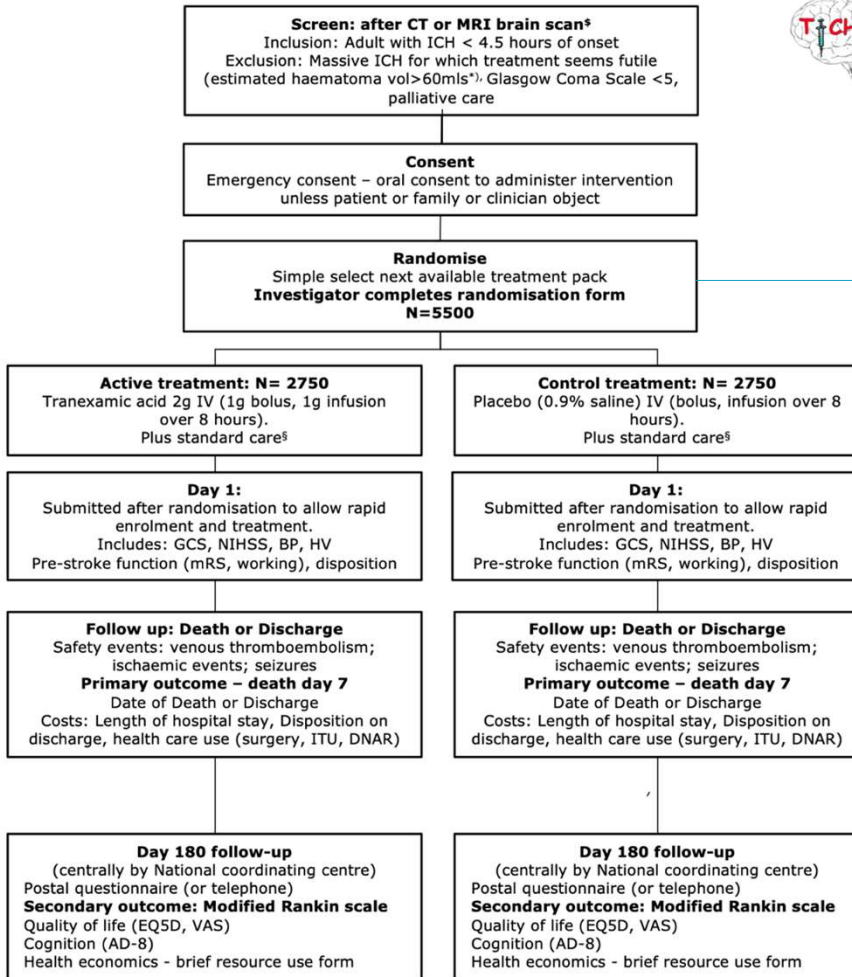 Screen: after CT or MRI brain scan$
Inclusion: Adult with ICH < 4.5 hours of onset
Exclusion: Massive ICH for which treatment seems futile
(estimated haematoma vol>60mls*), Glasgow Coma Scale <5,
palliative care
TICH
Consent
Emergency consent – oral consent to administer intervention
unless patient or family or clinician object
Randomise
Simple select next available treatment pack
Investigator completes randomisation form
N=5500
Active treatment: N= 2750
Tranexamic acid 2g IV (1g bolus, 1g infusion
over 8 hours).
Plus standard care§
Control treatment: N= 2750
Placebo (0.9% saline) IV (bolus, infusion over 8
hours).
Plus standard care§
Day 1:
Submitted after randomisation to allow rapid
enrolment and treatment.
Includes: GCS, NIHSS, BP, HV
Pre-stroke function (mRS, working), disposition
Day 1:
Submitted after randomisation to allow rapid
enrolment and treatment.
Includes: GCS, NIHSS, BP, HV
Pre-stroke function (mRS, working), disposition
Follow up: Death or Discharge
Safety events: venous thromboembolism;
ischaemic events; seizures
Primary outcome – death day 7
Date of Death or Discharge
Costs: Length of hospital stay, Disposition on
discharge, health care use (surgery, ITU, DNAR)
Follow up: Death or Discharge
Safety events: venous thromboembolism;
ischaemic events; seizures
Primary outcome – death day 7
Date of Death or Discharge
Costs: Length of hospital stay, Disposition on
discharge, health care use (surgery, ITU, DNAR)
Day 180 follow-up
(centrally by National coordinating centre)
Postal questionnaire (or telephone)
Secondary outcome: Modified Rankin scale
Quality of life (EQ5D, VAS)
Cognition (AD-8)
Health economics - brief resource use form
Day 180 follow-up
(centrally by National coordinating centre)
Postal questionnaire (or telephone)
Secondary outcome: Modified Rankin scale
Quality of life (EQ5D, VAS)
Cognition (AD-8)
Health economics - brief resource use form